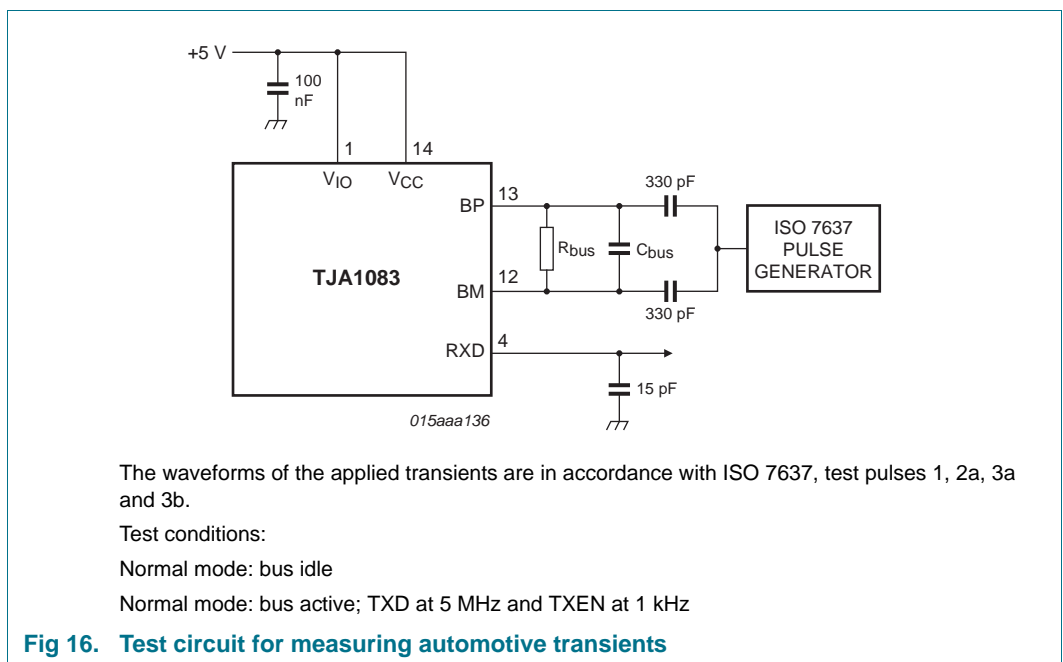 +5 V
100
nF
1
14
VIO
VCC
BP
13
330 pF
ISO 7637
PULSE
GENERATOR
Rbus
Cbus
TJA1083
12
BM
330 pF
RXD
4
15 pF
015aaa136
The waveforms of the applied transients are in accordance with ISO 7637, test pulses 1, 2a, 3a
and 3b.
Test conditions:
Normal mode: bus idle
Normal mode: bus active; TXD at 5 MHz and TXEN at 1 kHz
Fig 16. Test circuit for measuring automotive transients